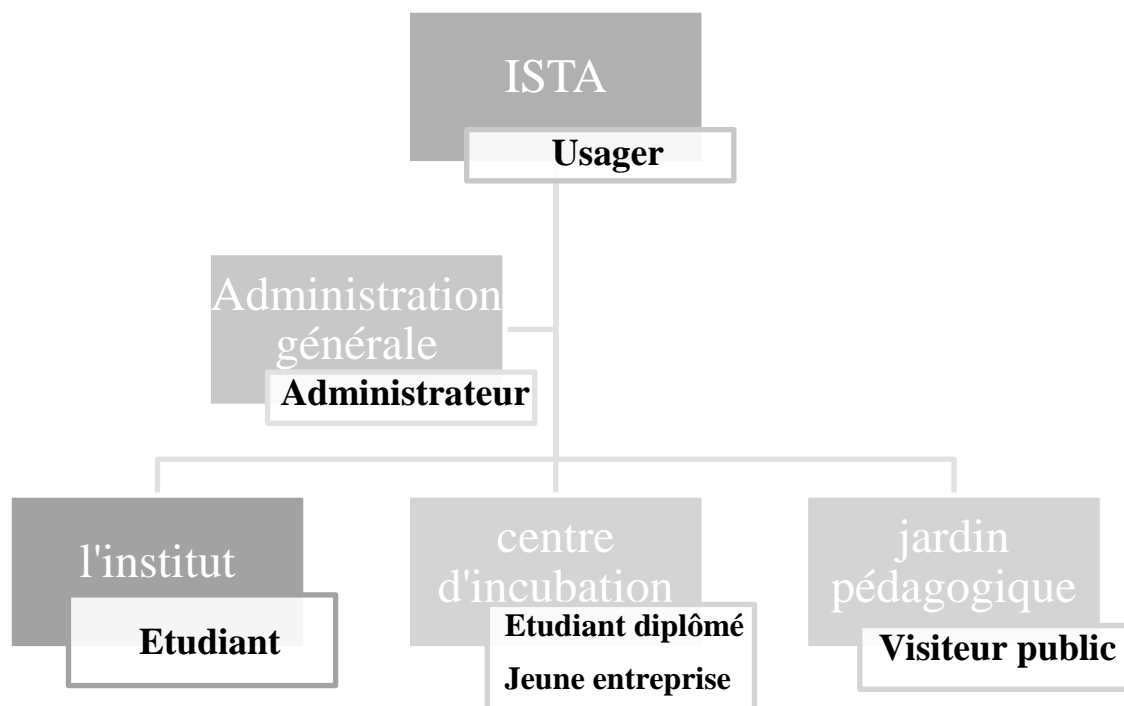 ISTA
Usager
Administration
générale
Administrateur
l'institut
Etudiant
centre
d'incubation
Etudiant diplômé
Jeune entreprise
jardin
pédagogique
Visiteur public